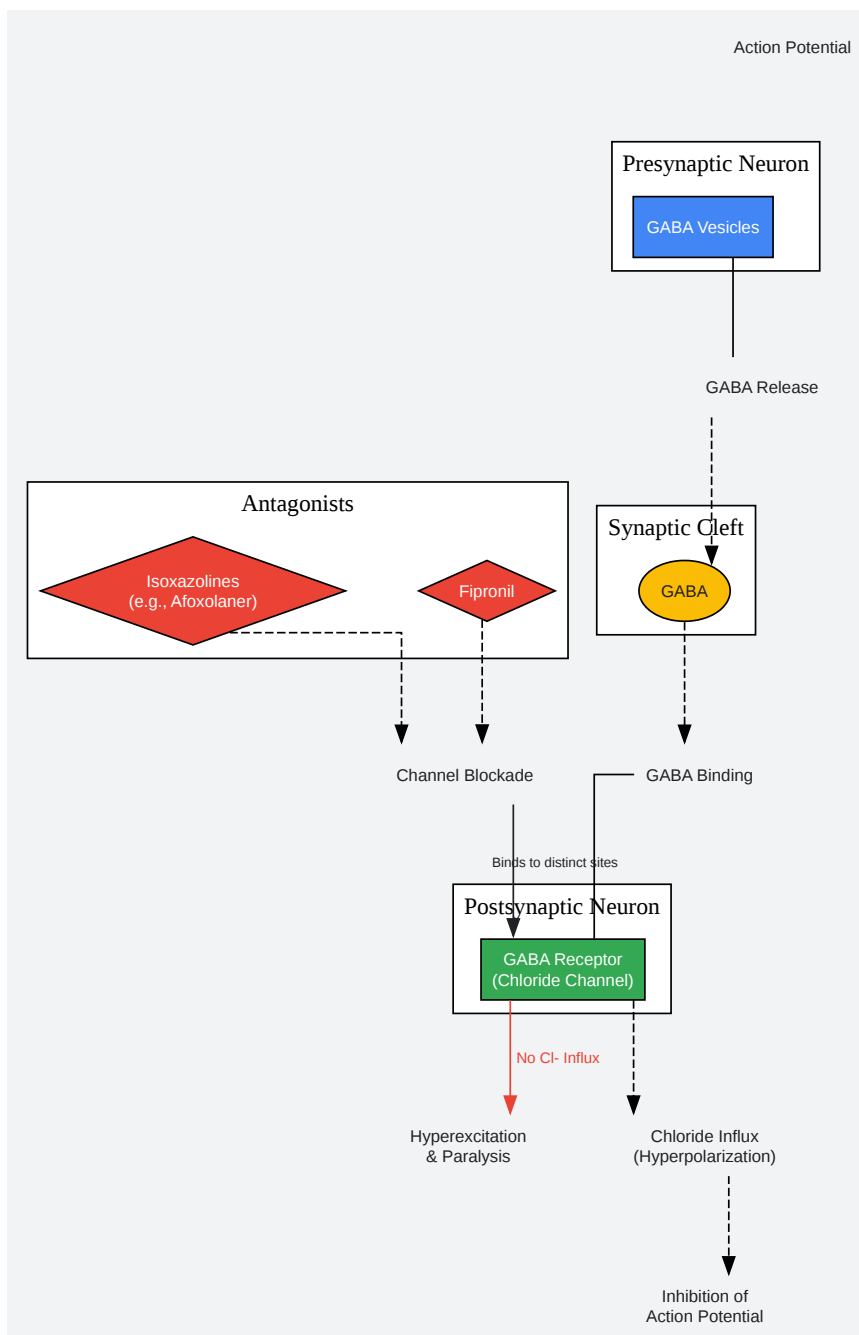 Action Potential
Presynaptic Neuron
GABA Vesicles
GABA Release
Antagonists
Isoxazolines
(e.g., Afoxolaner)
Fipronil
Synaptic Cleft
GABA
Channel Blockade
GABA Binding
Binds to distinct sites
Postsynaptic Neuron
GABA Receptor
(Chloride Channel)
No Cl- Influx
Hyperexcitation
& Paralysis
Chloride Influx
(Hyperpolarization)
Inhibition of
Action Potential